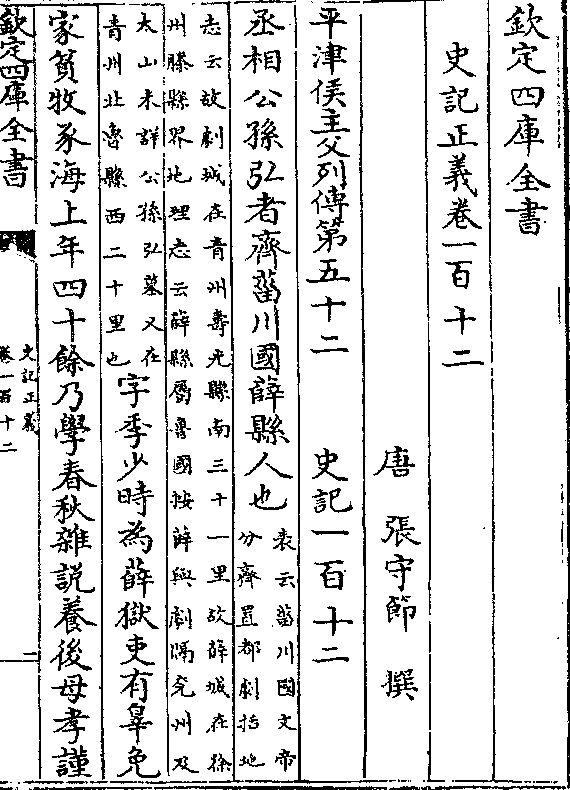 欽定四庫全書
史記正義卷一百十二
唐 張守節 撰
平津侯主父列傳第五十二 史記一百十二
丞相公孫弘者齊菑川國薛縣人也表云菑川國文帝
分齊置都劇括地
志云故劇城在青州壽光縣南三十一里故薛城在徐
州滕縣界地理志云薛縣屬魯國按薛與劇隔兖州及
太山未詳公孫弘墓又在
青州北魯縣西二十里也字季少時為薛獄吏有辠免
家貧牧豕海上年四十餘乃學春秋雜説養後母孝謹
欽定四庫全書
史記正義
卷一百十二
一